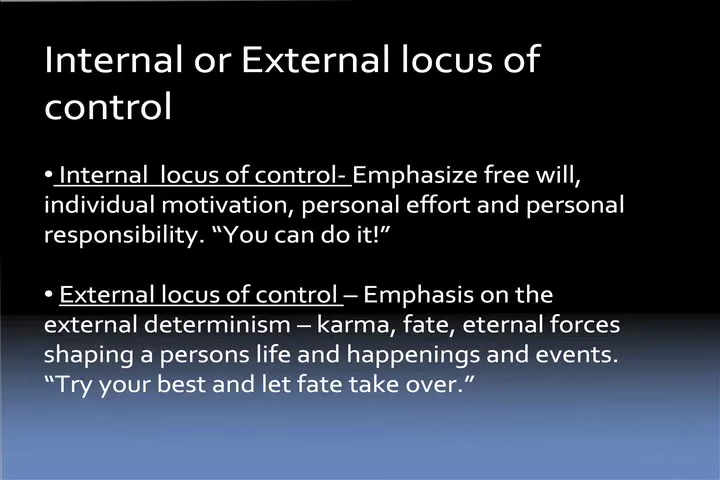 Internal or External locus of
control
• Internal  locus of control- Emphasize free will,
individual motivation, personal effort and personal
responsibility. “You can do it!”
• External locus of control – Emphasis on the
external determinism – karma, fate, eternal forces
shaping a persons life and happenings and events.
“Try your best and let fate take over.”